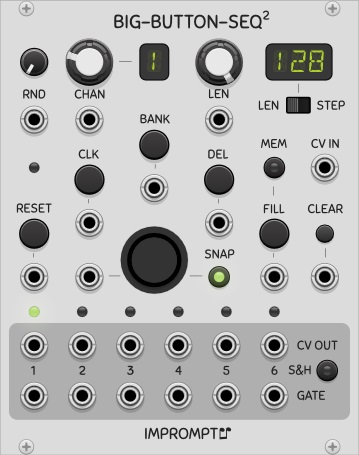 BIG-BUTTON-SEQ²
1
128
RND
CHAN
LEN
LEN
STEP
BANK
MEM
CV IN
CLK
DEL
RESET
FILL
CLEAR
SNAP
CV OUT
1 2 3 4 5 6
S&H
GATE
IMPROMPT